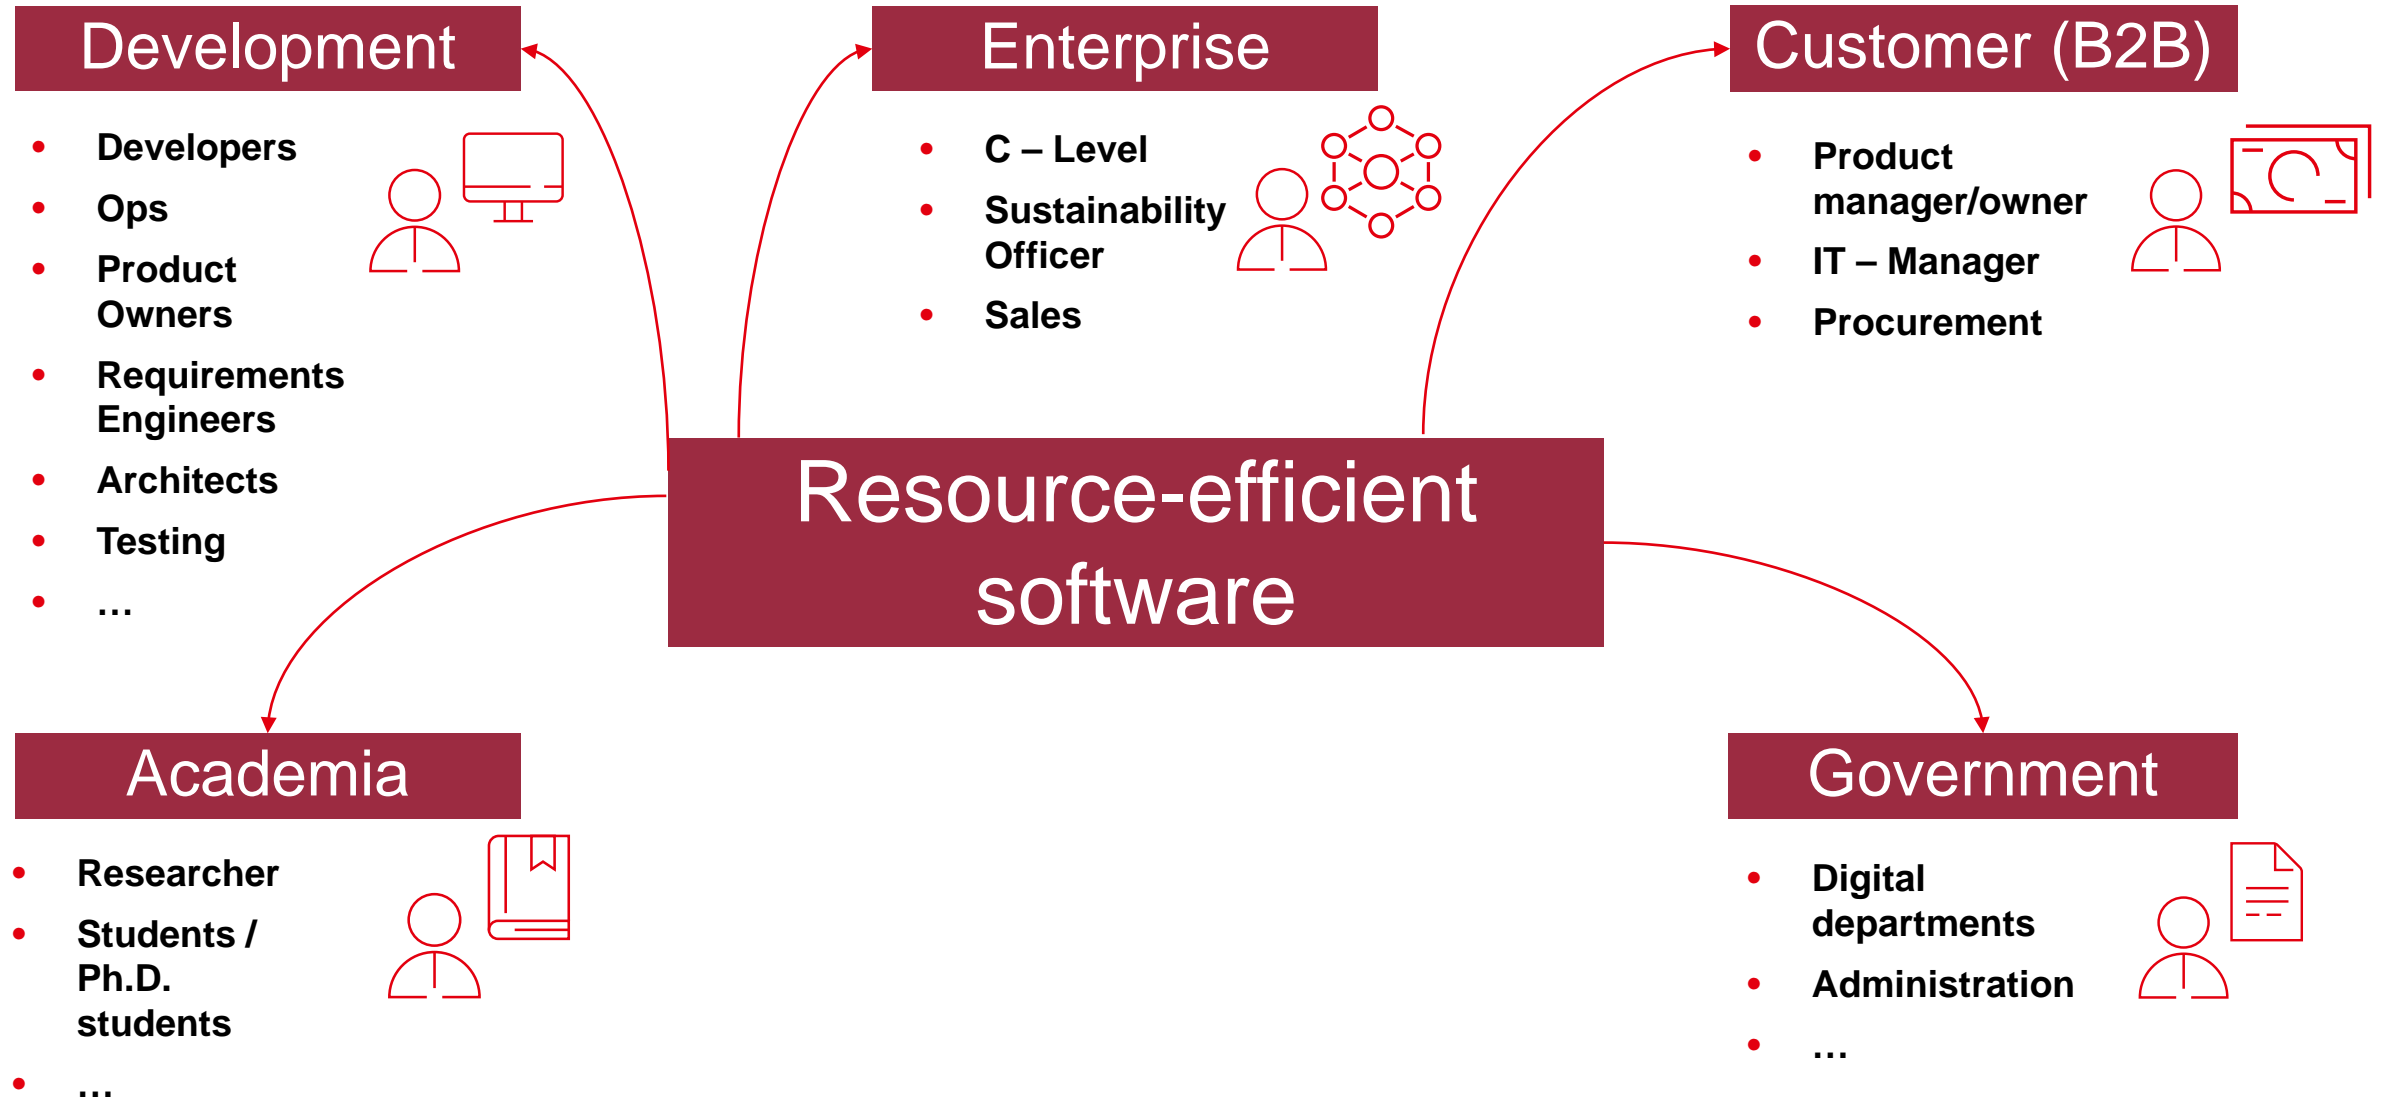 Development
• Developers
• Ops
• Product
Owners
• Requirements
Engineers
• Architects
• Testing
• …
Enterprise
• C – Level
• Sustainability
Officer
• Sales
Customer (B2B)
• Product
manager/owner
• IT – Manager
• Procurement
Resource-efficient
software
Academia
• Researcher
• Students /
Ph.D.
students
• …
Government
• Digital
departments
• Administration
• …